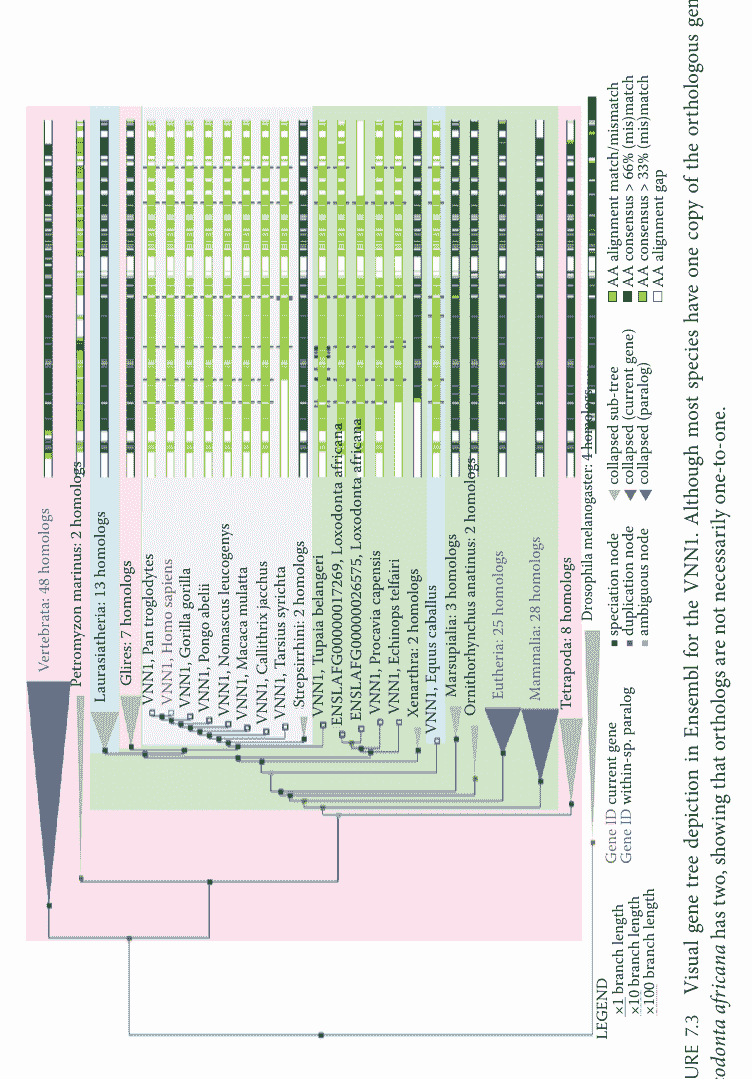 Vertebrata: 48 homologs
Petromyzon marinus: 2 homologs
Laurasiatheria: 13 homologs
Glires: 7 homologs
VNN1, Pan troglodytes
VNN1, Homo sapiens
VNN1, Gorilla gorilla
VNN1, Pongo abelii
VNN1, Nomascus leucogenys
VNN1, Macaca mulatta
VNN1, Callithrix jacchus
VNN1, Tarsius syrichta
Strepsirrhini: 2 homologs
VNN1, Tupaia belangeri
ENSLAFG00000017269, Loxodonta africana
ENSLAFG00000026575, Loxodonta africana
VNN1, Procavia capensis
VNN1, Echinops telfairi
Xenarthra: 2 homologs
VNN1, Equus caballus
Marsupialia: 3 homologs
Ornithorhynchus anatinus: 2 homologs
Eutheria: 25 homologs
Mammalia: 28 homologs
Tetrapoda: 8 homologs
Drosophila melanogaster: 4 homologs
LEGEND
×1 branch length
×10 branch length
×100 branch length
Gene ID current gene
Gene ID within-sp. paralog
speciation node
duplication node
ambiguous node
collapsed sub-tree
collapsed (current gene)
collapsed (paralog)
AA alignment match/mismatch
AA consensus > 66% (mis)match
AA consensus > 33% (mis)match
AA alignment gap
URE 7.3 Visual gene tree depiction in Ensembl for the VNN1. Although most species have one copy of the orthologous gen
codonta africana has two, showing that orthologs are not necessarily one-to-one.